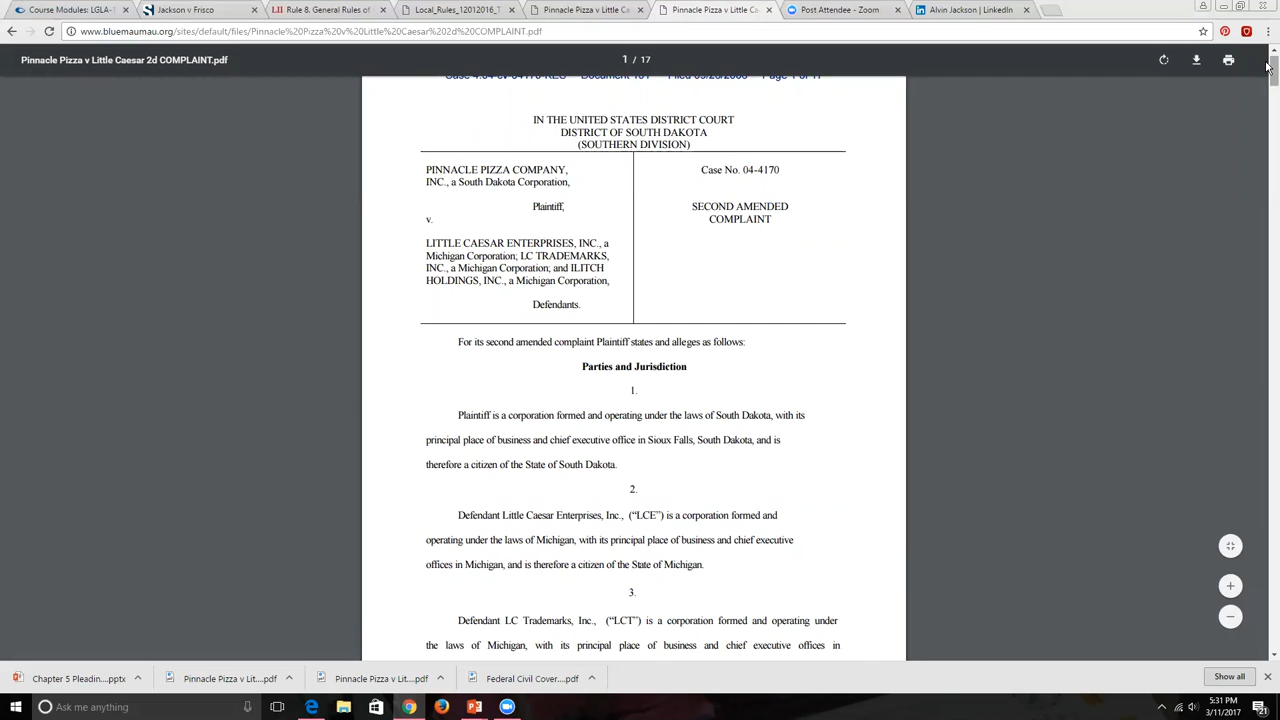 Course Modules: LGLA-1
Jackson v Frisco
LII Rule 8. General Rules of
Local_Rules_12012016_T
Pinnacle Pizza v Little Ca
Pinnacle Pizza v Little Ca
Post Attendee - Zoom
Alvin Jackson | LinkedIn
www.bluemaumau.org/sites/default/files/Pinnacle%20Pizza%20v%20Little%20Caesar%202d%20COMPLAINT.pdf
Pinnacle Pizza v Little Caesar 2d COMPLAINT.pdf
1 / 17
IN THE UNITED STATES DISTRICT COURT
DISTRICT OF SOUTH DAKOTA
(SOUTHERN DIVISION)
PINNACLE PIZZA COMPANY,
INC., a South Dakota Corporation,
Plaintiff,
v.
LITTLE CAESAR ENTERPRISES, INC., a
Michigan Corporation; LC TRADEMARKS,
INC., a Michigan Corporation; and ILITCH
HOLDINGS, INC., a Michigan Corporation,
Defendants.
Case No. 04-4170
SECOND AMENDED
COMPLAINT
For its second amended complaint Plaintiff states and alleges as follows:
Parties and Jurisdiction
1.
Plaintiff is a corporation formed and operating under the laws of South Dakota, with its
principal place of business and chief executive office in Sioux Falls, South Dakota, and is
therefore a citizen of the State of South Dakota.
2.
Defendant Little Caesar Enterprises, Inc., (“LCE”) is a corporation formed and
operating under the laws of Michigan, with its principal place of business and chief executive
offices in Michigan, and is therefore a citizen of the State of Michigan.
3.
Defendant LC Trademarks, Inc., (“LCT”) is a corporation formed and operating under
the laws of Michigan, with its principal place of business and chief executive offices in
Chapter 5 Pleadin....pptx
Pinnacle Pizza v Lit....pdf
Pinnacle Pizza v Lit....pdf
Federal Civil Cover....pdf
Show all
Ask me anything
5:31 PM
3/11/2017